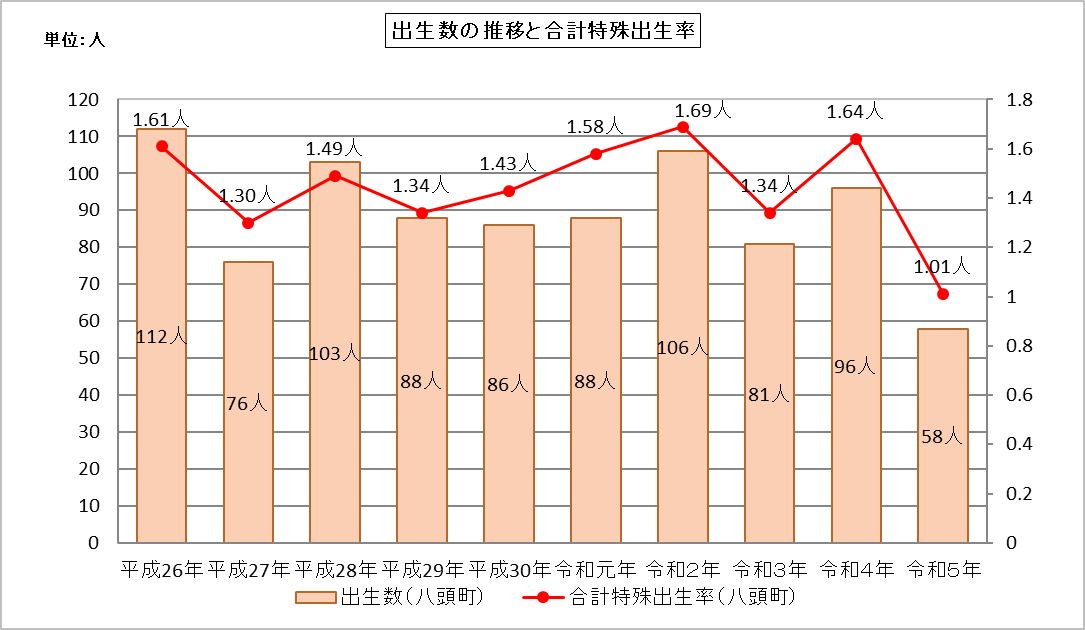 出生数の推移と合計特殊出生率
単位：人
120
110
100
90
80
70
60
50
40
30
20
10
0
1.8
1.6
1.4
1.2
1
0.8
0.6
0.4
0.2
0
1.61人
1.30人
1.49人
1.34人
1.43人
1.58人
1.69人
1.34人
1.64人
1.01人
112人
76人
103人
88人
86人
88人
106人
81人
96人
58人
平成26年 平成27年 平成28年 平成29年 平成30年 令和元年 令和２年 令和３年 令和４年 令和５年
出生数（八頭町） 合計特殊出生率（八頭町）